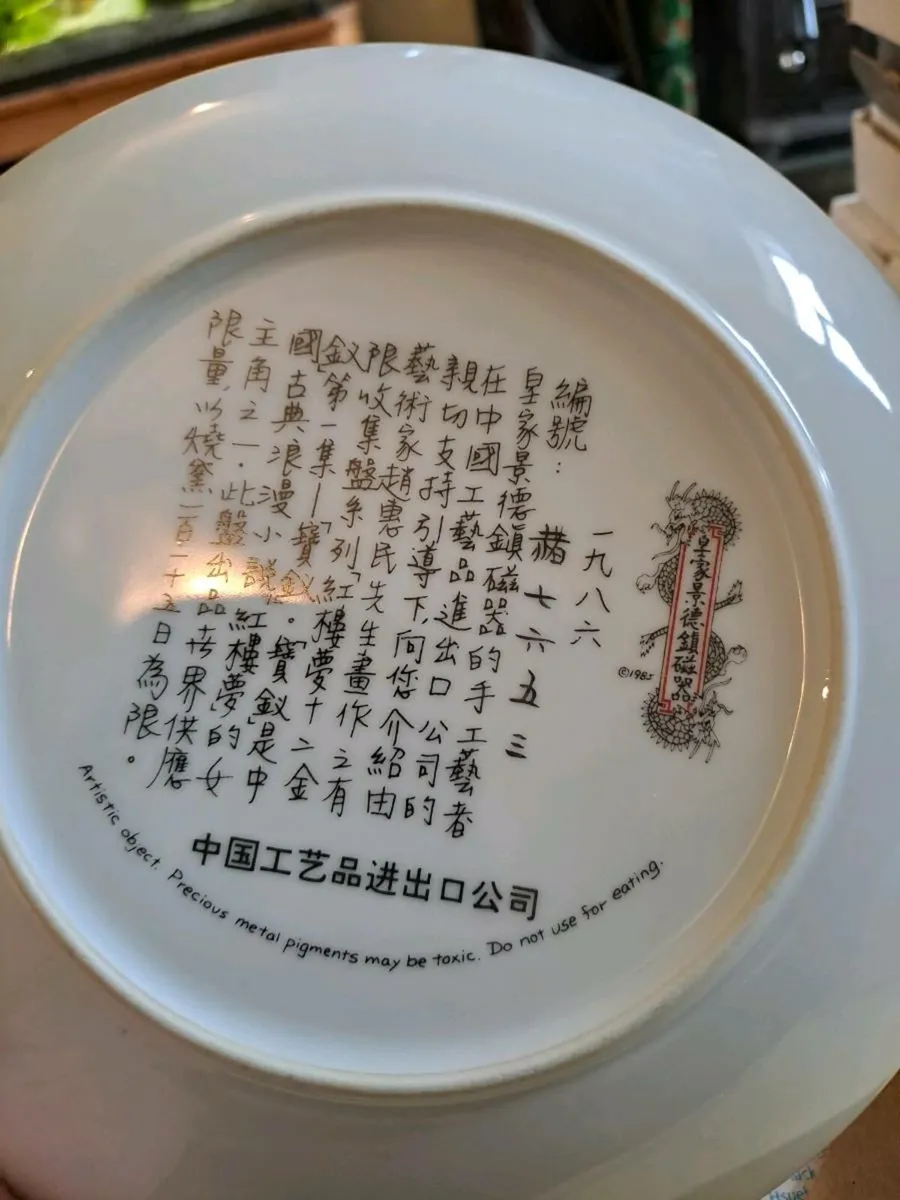 皇家景德鎮磁器
©1985
編號：一九八六
赫七六五三
皇家景德鎮磁器的手工藝者
在中國工藝品進出口公司的
親切支持引導下,向您介紹由
藝術家趙惠民先生畫作之有
限收集盤系列「紅樓夢十二金
釵」第一集—「寶釵」。「寶釵」是中
國古典浪漫小說「紅樓夢」的女
主角之一.此盤出品世界供應
限量,以燒窯一百一十五日為限。
中国工艺品进出口公司
Artistic object. Precious metal pigments may be toxic. Do not use for eating.